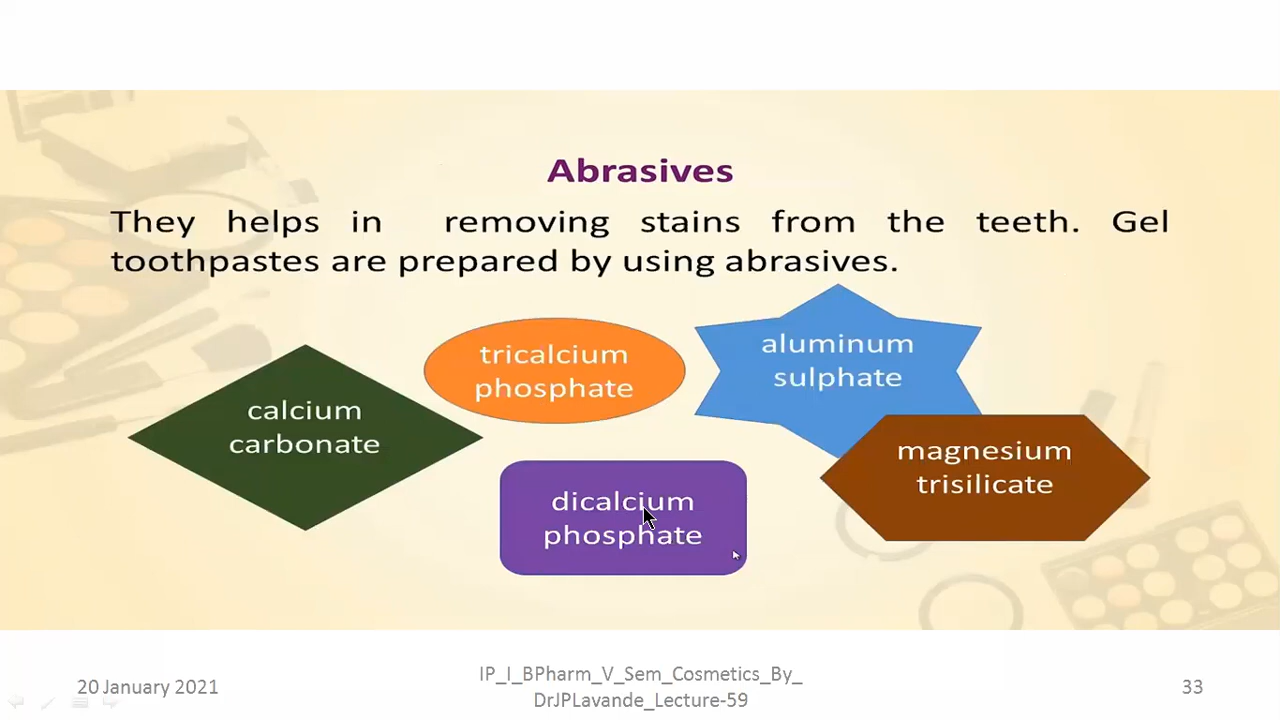 Abrasives
They helps in removing stains from the teeth. Gel
toothpastes are prepared by using abrasives.
calcium
carbonate
tricalcium
phosphate
aluminum
sulphate
dicalcium
phosphate
magnesium
trisilicate
20 January 2021
IP_I_BPharm_V_Sem_Cosmetics_By_
DrJPLavande_Lecture-59
33